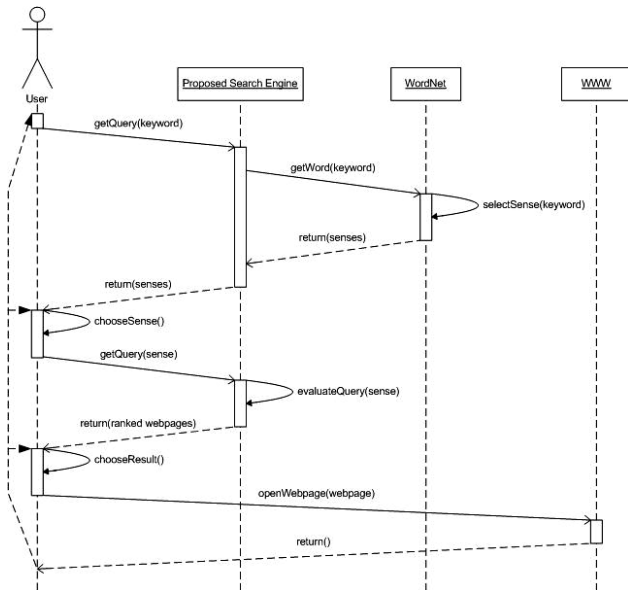 User
Proposed Search Engine
WordNet
WWW
getQuery(keyword)
getWord(keyword)
selectSense(keyword)
return(senses)
return(senses)
chooseSense()
getQuery(sense)
evaluateQuery(sense)
return(ranked webpages)
chooseResult()
openWebpage(webpage)
return()